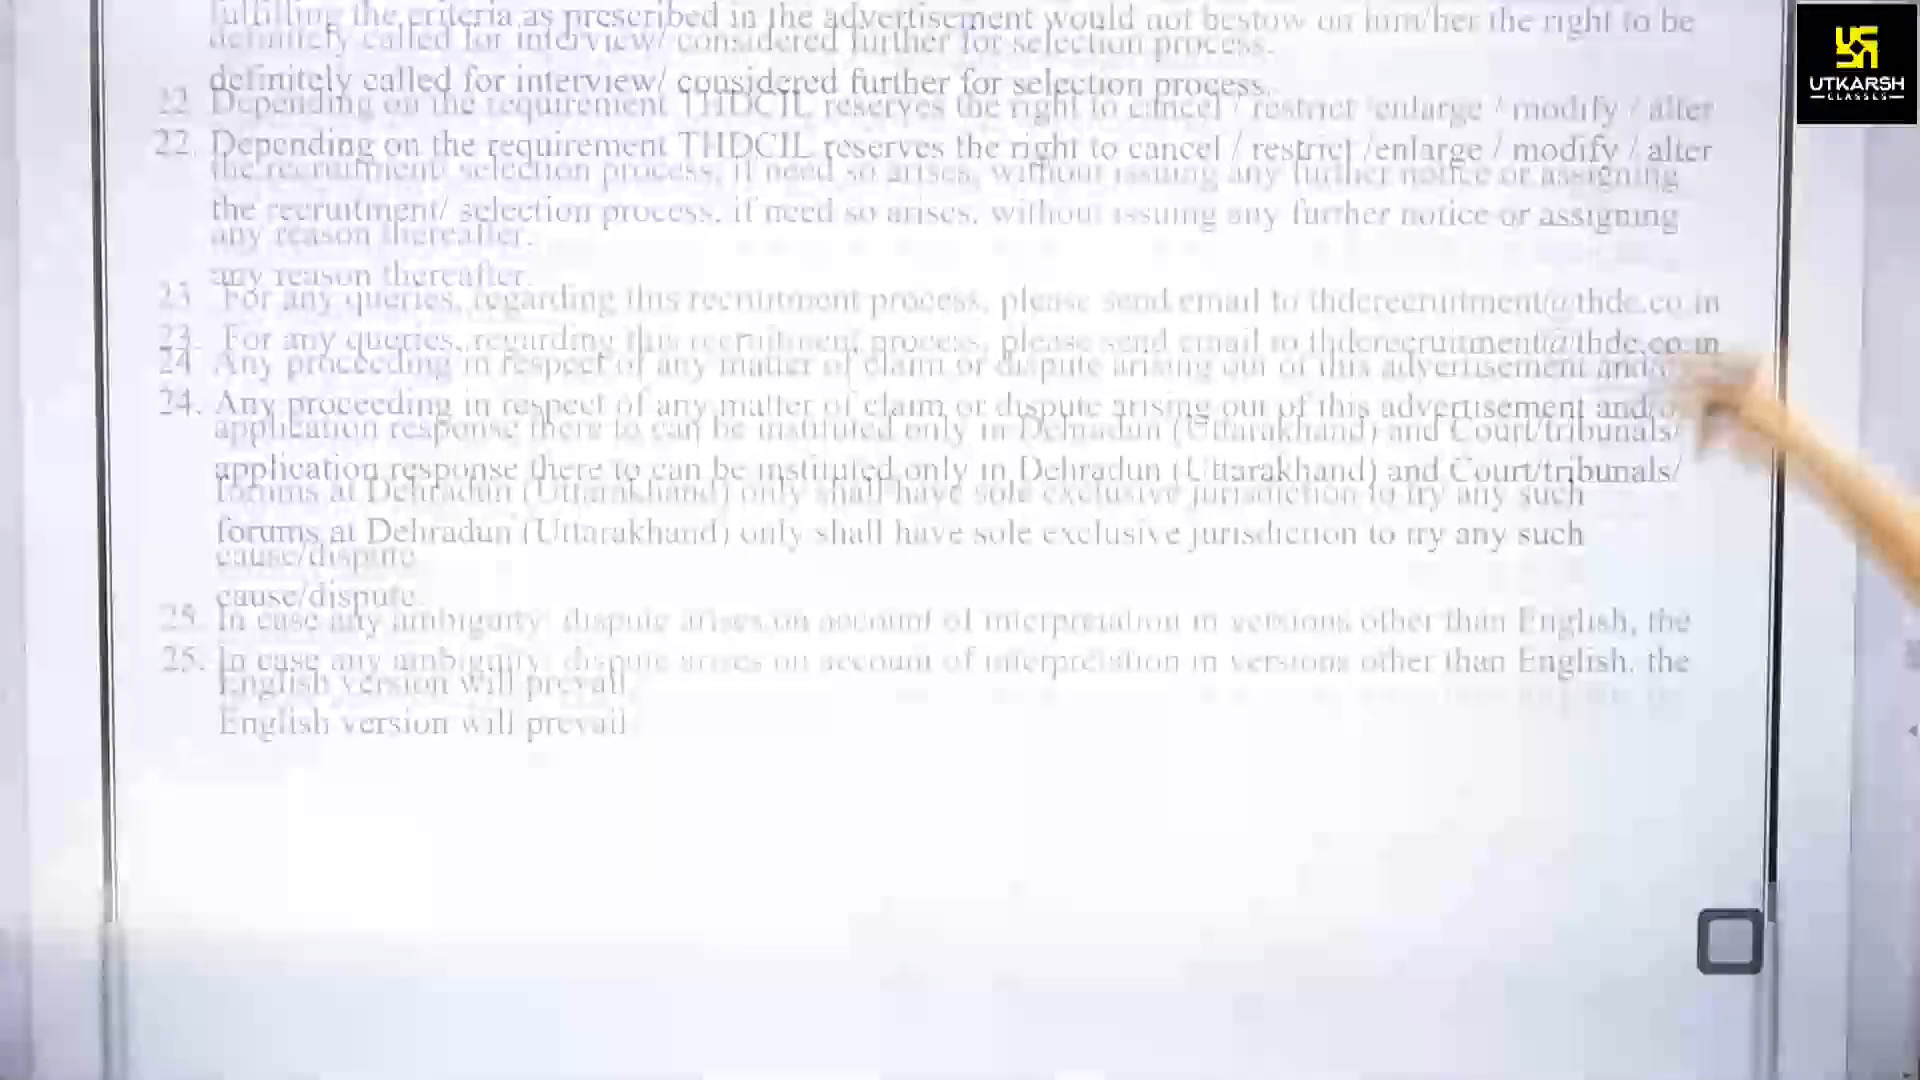 fulfilling the criteria as prescribed in the advertisement would not bestow on him/her the right to be
definitely called for interview/ considered further for selection process.
22. Depending on the requirement THDCIL reserves the right to cancel / restrict /enlarge / modify / alter
the recruitment/ selection process, if need so arises, without issuing any further notice or assigning
any reason thereafter.
23. For any queries, regarding this recruitment process, please send email to thdcrecruitment@thdc.co.in
24. Any proceeding in respect of any matter of claim or dispute arising out of this advertisement and/
application response there to can be instituted only in Dehradun (Uttarakhand) and Court/tribunals/
forums at Dehradun (Uttarakhand) only shall have sole exclusive jurisdiction to try any such
cause/dispute.
25. In case any ambiguity/ dispute arises on account of interpretation in versions other than English, the
English version will prevail.
UTKARSH
CLASSES